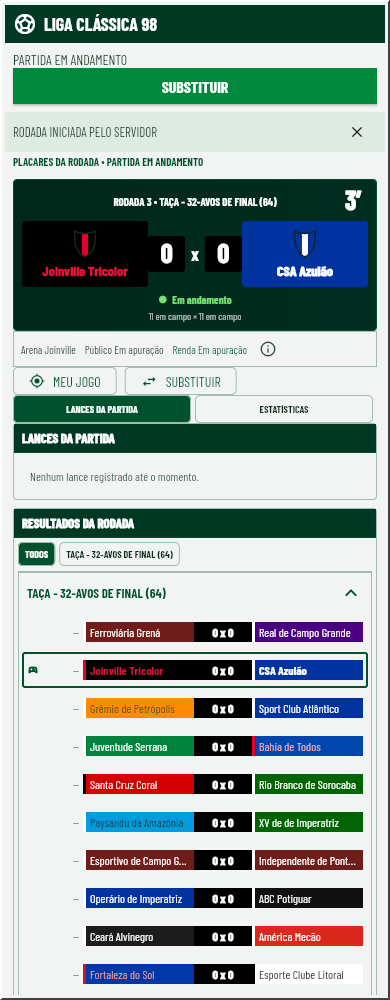 LIGA CLÁSSICA 98
PARTIDA EM ANDAMENTO
SUBSTITUIR
RODADA INICIADA PELO SERVIDOR
PLACARES DA RODADA • PARTIDA EM ANDAMENTO
RODADA 3 • TAÇA - 32-AVOS DE FINAL (64)
3'
Joinville Tricolor
0 x 0
CSA Azulão
Em andamento
11 em campo × 11 em campo
Arena Joinville Público Em apuração Renda Em apuração
MEU JOGO
SUBSTITUIR
LANCES DA PARTIDA
ESTATÍSTICAS
LANCES DA PARTIDA
Nenhum lance registrado até o momento.
RESULTADOS DA RODADA
TODOS
TAÇA - 32-AVOS DE FINAL (64)
TAÇA - 32-AVOS DE FINAL (64)
– Ferroviária Grená 0 x 0 Real de Campo Grande
– Joinville Tricolor 0 x 0 CSA Azulão
– Grêmio de Petrópolis 0 x 0 Sport Club Atlântico
– Juventude Serrana 0 x 0 Bahia de Todos
– Santa Cruz Coral 0 x 0 Rio Branco de Sorocaba
– Paysandu da Amazônia 0 x 0 XV de de Imperatriz
– Esportivo de Campo G... 0 x 0 Independente de Pont...
– Operário de Imperatriz 0 x 0 ABC Potiguar
– Ceará Alvinegro 0 x 0 América Mecão
– Fortaleza do Sol 0 x 0 Esporte Clube Litoral